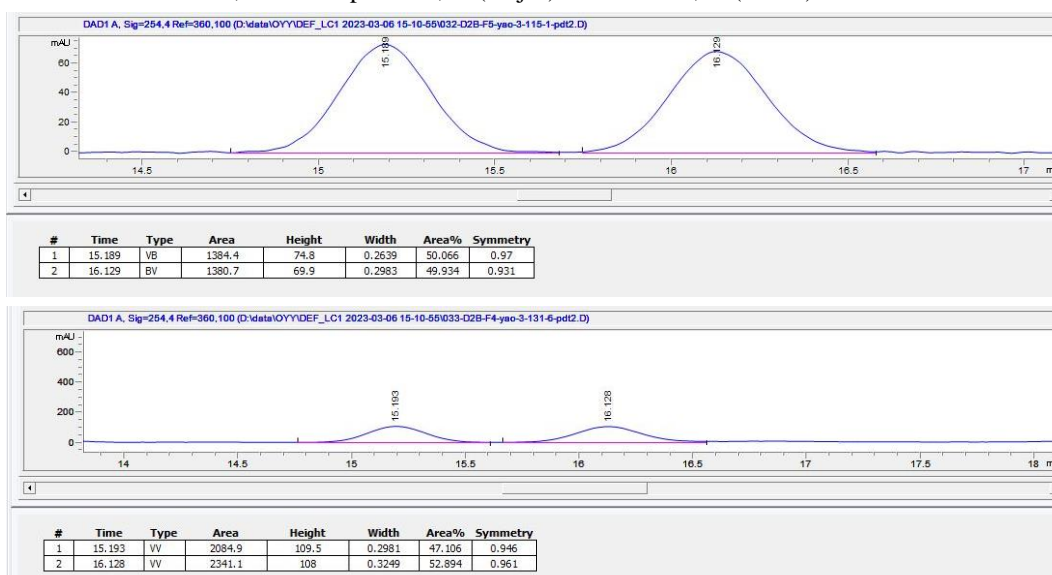 DAD1 A, Sig=254,4 Ref=360,100 (D:\data\OYY\DEF_LC1 2023-03-06 15-10-55\032-D2B-F5-yao-3-115-1-pdt2.D)
mAU
15.189
16.129
60
40
20
0
14.5 15 15.5 16 16.5 17 m
# Time Type Area Height Width Area% Symmetry
1 15.189 VB 1384.4 74.8 0.2639 50.066 0.97
2 16.129 BV 1380.7 69.9 0.2983 49.934 0.931
DAD1 A, Sig=254,4 Ref=360,100 (D:\data\OYY\DEF_LC1 2023-03-06 15-10-55\033-D2B-F4-yao-3-131-6-pdt2.D)
mAU
600
400
15.193
16.128
200
0
14 14.5 15 15.5 16 16.5 17 17.5 18 m
# Time Type Area Height Width Area% Symmetry
1 15.193 VV 2084.9 109.5 0.2981 47.106 0.946
2 16.128 VV 2341.1 108 0.3249 52.894 0.961